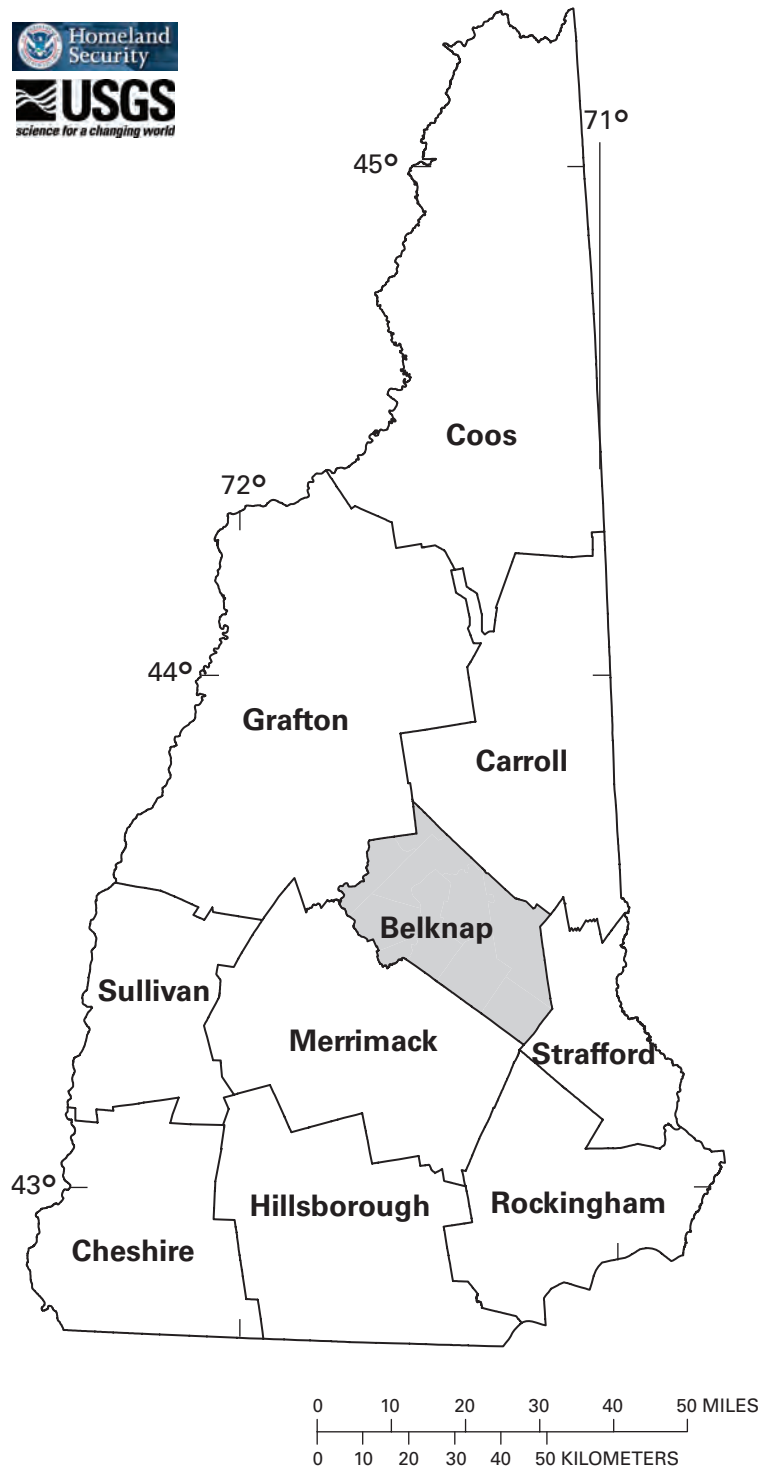 Homeland
Security
USGS
science for a changing world
71°
45°
Coos
72°
44°
Grafton
Carroll
Belknap
Sullivan
Merrimack
Strafford
43°
Hillsborough
Rockingham
Cheshire
0 10 20 30 40 50 MILES
0 10 20 30 40 50 KILOMETERS